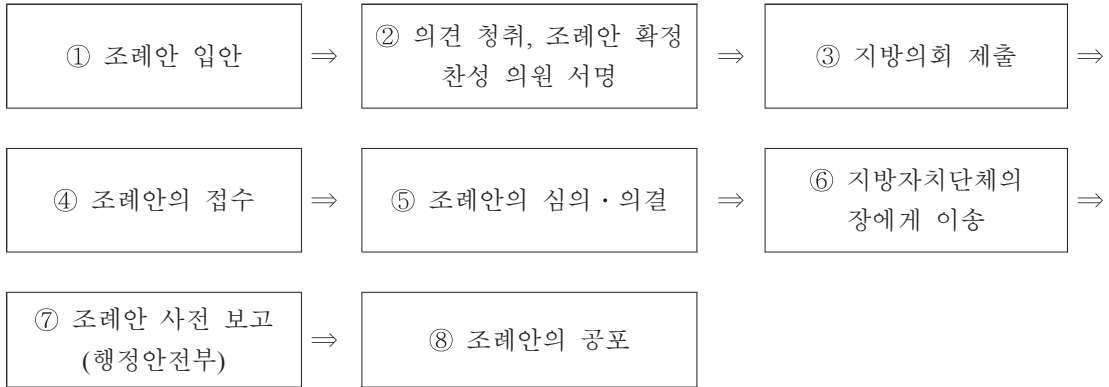 ① 조례안 입안 ⇒ ② 의견 청취, 조례안 확정
찬성 의원 서명 ⇒ ③ 지방의회 제출 ⇒
④ 조례안의 접수 ⇒ ⑤ 조례안의 심의・의결 ⇒ ⑥ 지방자치단체의
장에게 이송 ⇒
⑦ 조례안 사전 보고
(행정안전부) ⇒ ⑧ 조례안의 공포